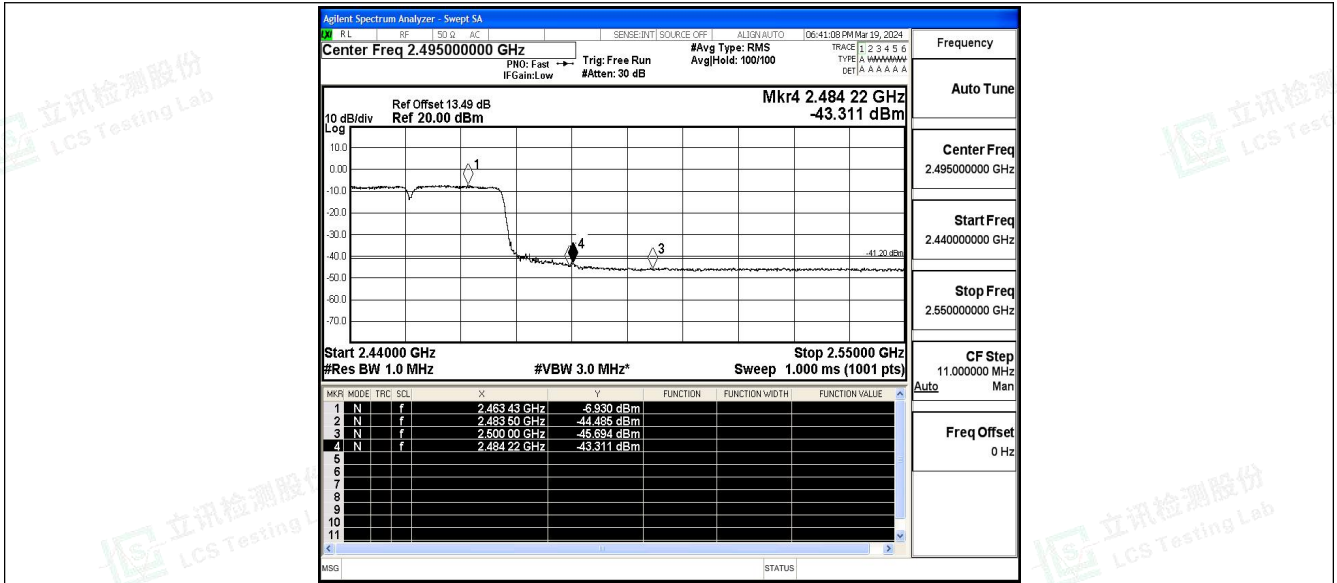 Agilent Spectrum Analyzer - Swept SA
LXI RL RF 50 Ω AC SENSE:INT SOURCE OFF ALIGN AUTO 06:41:08 PM Mar 19, 2024
Center Freq 2.495000000 GHz
PNO: Fast
IFGain:Low
Trig: Free Run
#Atten: 30 dB
#Avg Type: RMS
Avg|Hold: 100/100
TRACE 1 2 3 4 5 6
TYPE A WWWWW
DET A A A A A A
Ref Offset 13.49 dB
10 dB/div Ref 20.00 dBm
Log
Mkr4 2.484 22 GHz
-43.311 dBm
10.0
0.00
-10.0
-20.0
-30.0
-40.0
-50.0
-60.0
-70.0
1
4
3
-41.20 dBm
Start 2.44000 GHz Stop 2.55000 GHz
#Res BW 1.0 MHz #VBW 3.0 MHz* Sweep 1.000 ms (1001 pts)
MKR MODE TRC SCL X Y FUNCTION FUNCTION WIDTH FUNCTION VALUE
1 N f 2.463 43 GHz -6.930 dBm
2 N f 2.483 50 GHz -44.485 dBm
3 N f 2.500 00 GHz -45.694 dBm
4 N f 2.484 22 GHz -43.311 dBm
5
6
7
8
9
10
11
MSG STATUS
Frequency
Auto Tune
Center Freq
2.495000000 GHz
Start Freq
2.440000000 GHz
Stop Freq
2.550000000 GHz
CF Step
11.000000 MHz
Auto Man
Freq Offset
0 Hz
立讯检测股份
LCS Testing Lab
立讯检测
LCS Test
立讯检测股份
LCS Testing L
立讯检测股份
LCS Testing Lab